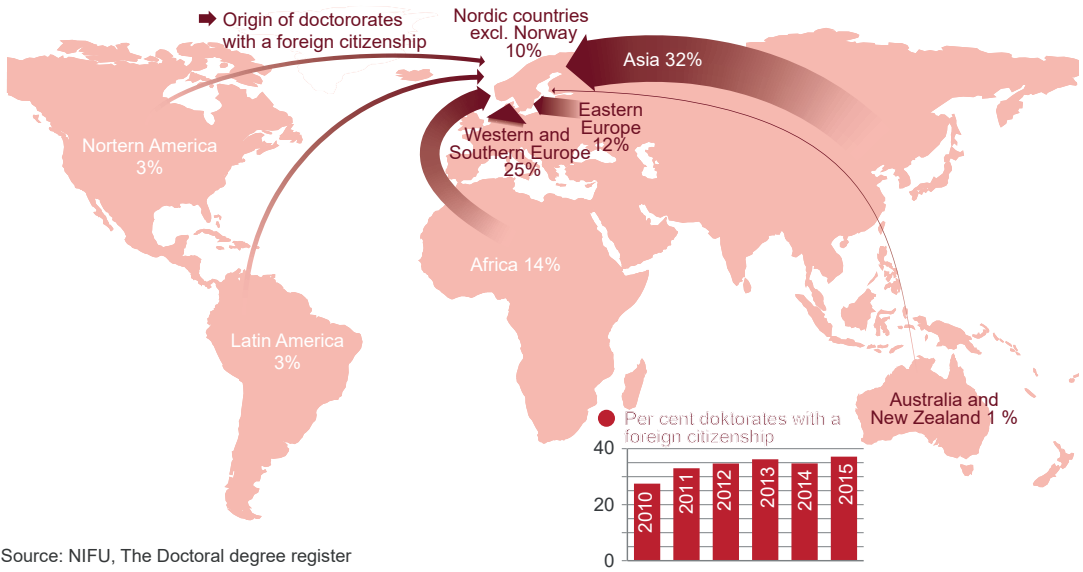 Origin of doctororates
with a foreign citizenship
Nordic countries
excl. Norway
10%
Asia 32%
Eastern
Europe
12%
Western and
Southern Europe
25%
Nortern America
3%
Africa 14%
Latin America
3%
Australia and
New Zealand 1 %
Per cent doktorates with a
foreign citizenship
40
20
0
2010
2011
2012
2013
2014
2015
Source: NIFU, The Doctoral degree register